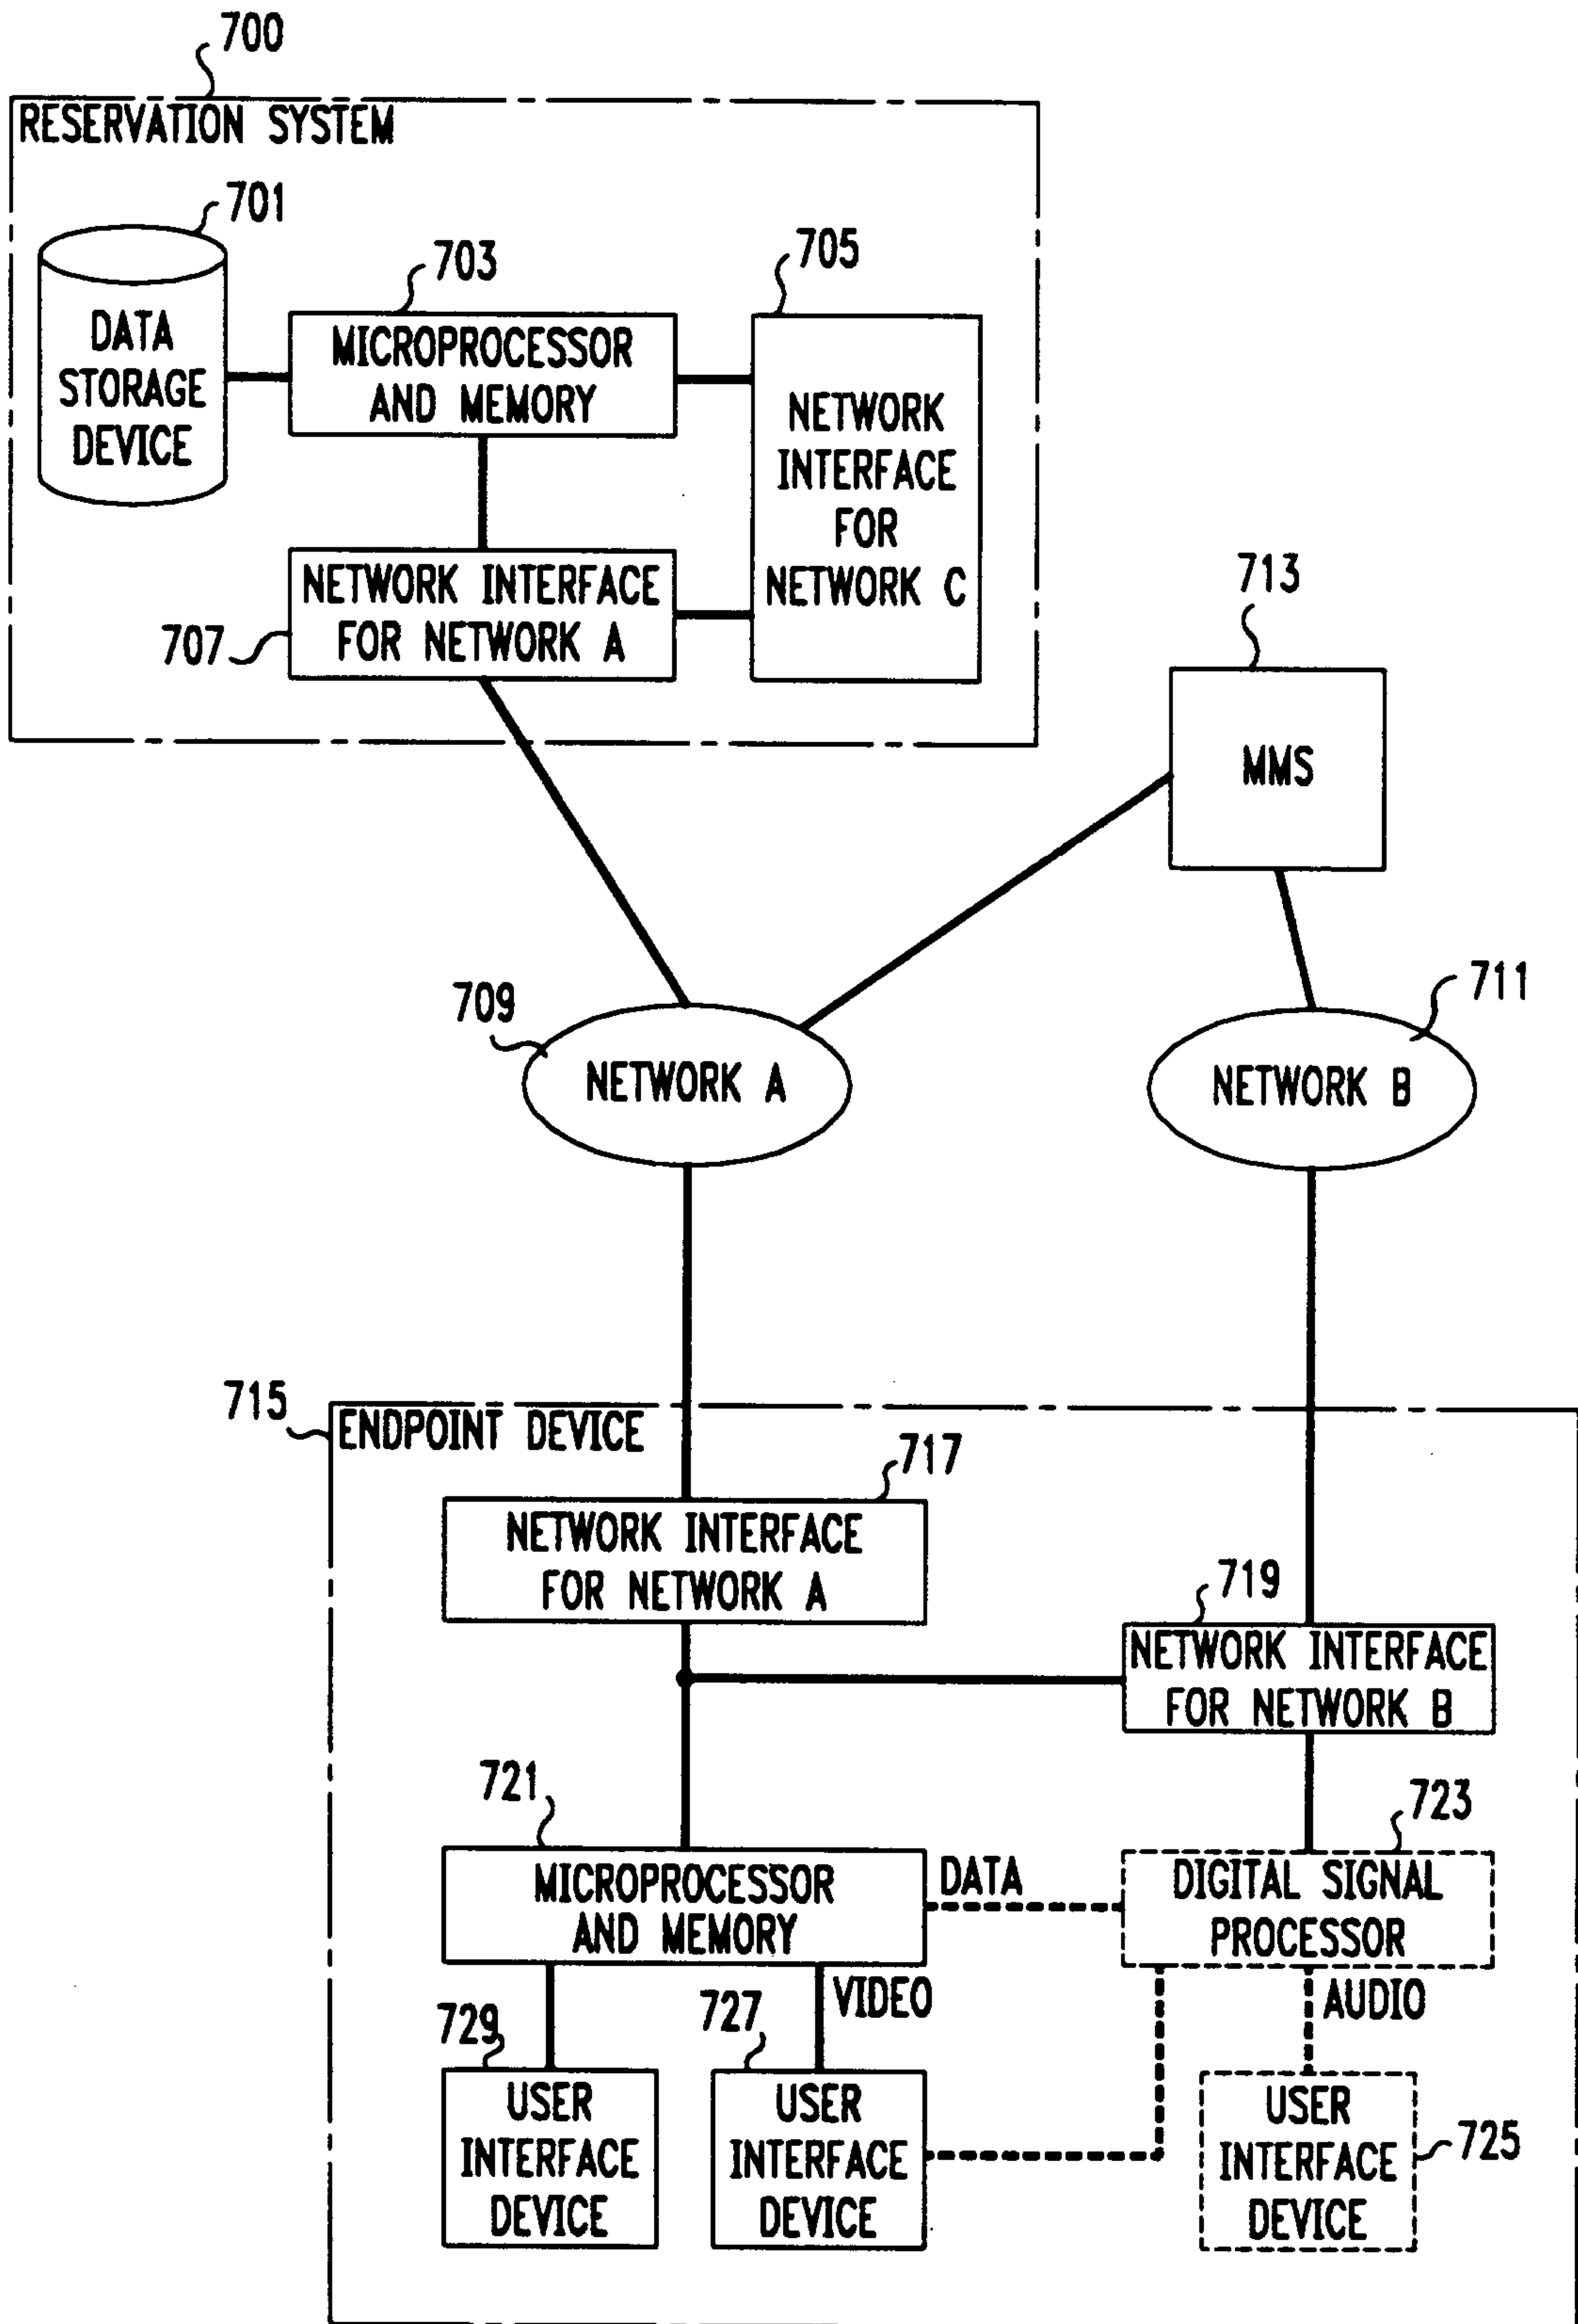 700
RESERVATION SYSTEM
701
703
705
DATA
STORAGE
DEVICE
MICROPROCESSOR
AND MEMORY
NETWORK
INTERFACE
FOR
NETWORK C
NETWORK INTERFACE
FOR NETWORK A
707
713
MMS
709
NETWORK A
711
NETWORK B
715
ENDPOINT DEVICE
717
NETWORK INTERFACE
FOR NETWORK A
719
NETWORK INTERFACE
FOR NETWORK B
721
MICROPROCESSOR
AND MEMORY
DATA
723
DIGITAL SIGNAL
PROCESSOR
729
727
VIDEO
AUDIO
USER
INTERFACE
DEVICE
USER
INTERFACE
DEVICE
USER
INTERFACE
DEVICE
725